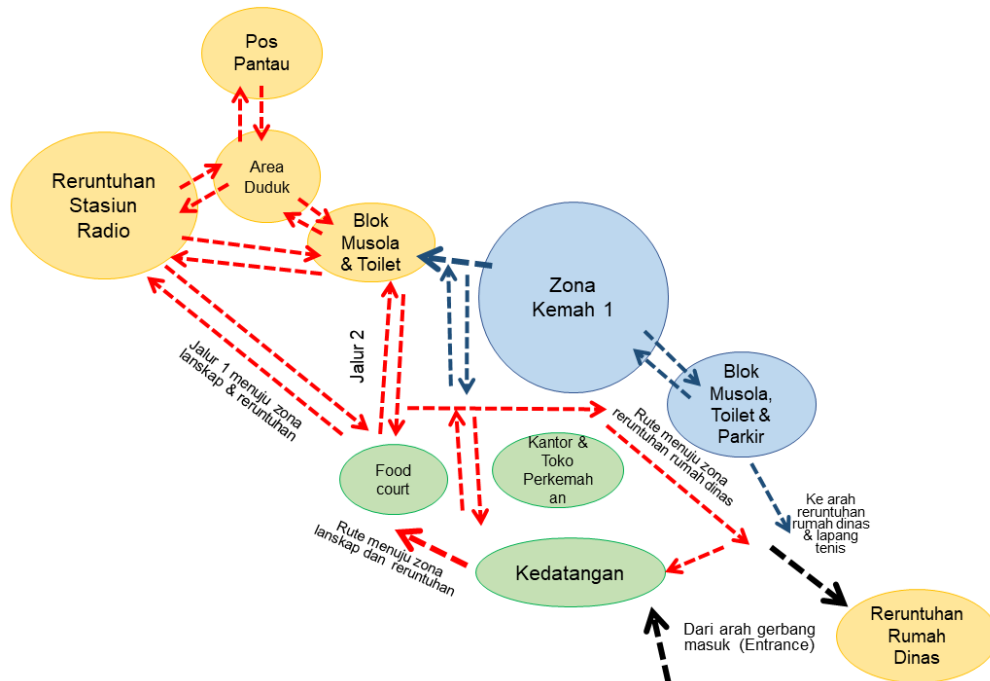 Pos
Pantau
Area
Duduk
Reruntuhan
Stasiun
Radio
Blok
Musola
& Toilet
Zona
Kemah 1
Jalur 2
Jalur 1 menuju zona
lanskap & reruntuhan
Blok
Musola,
Toilet &
Parkir
Rute menuju zona
reruntuhan rumah dinas
Kantor &
Toko
Perkemah
an
Food
court
Ke arah
reruntuhan
rumah dinas
& lapang
tenis
Rute menuju zona
lanskap dan reruntuhan
Kedatangan
Dari arah gerbang
masuk (Entrance)
Reruntuhan
Rumah
Dinas